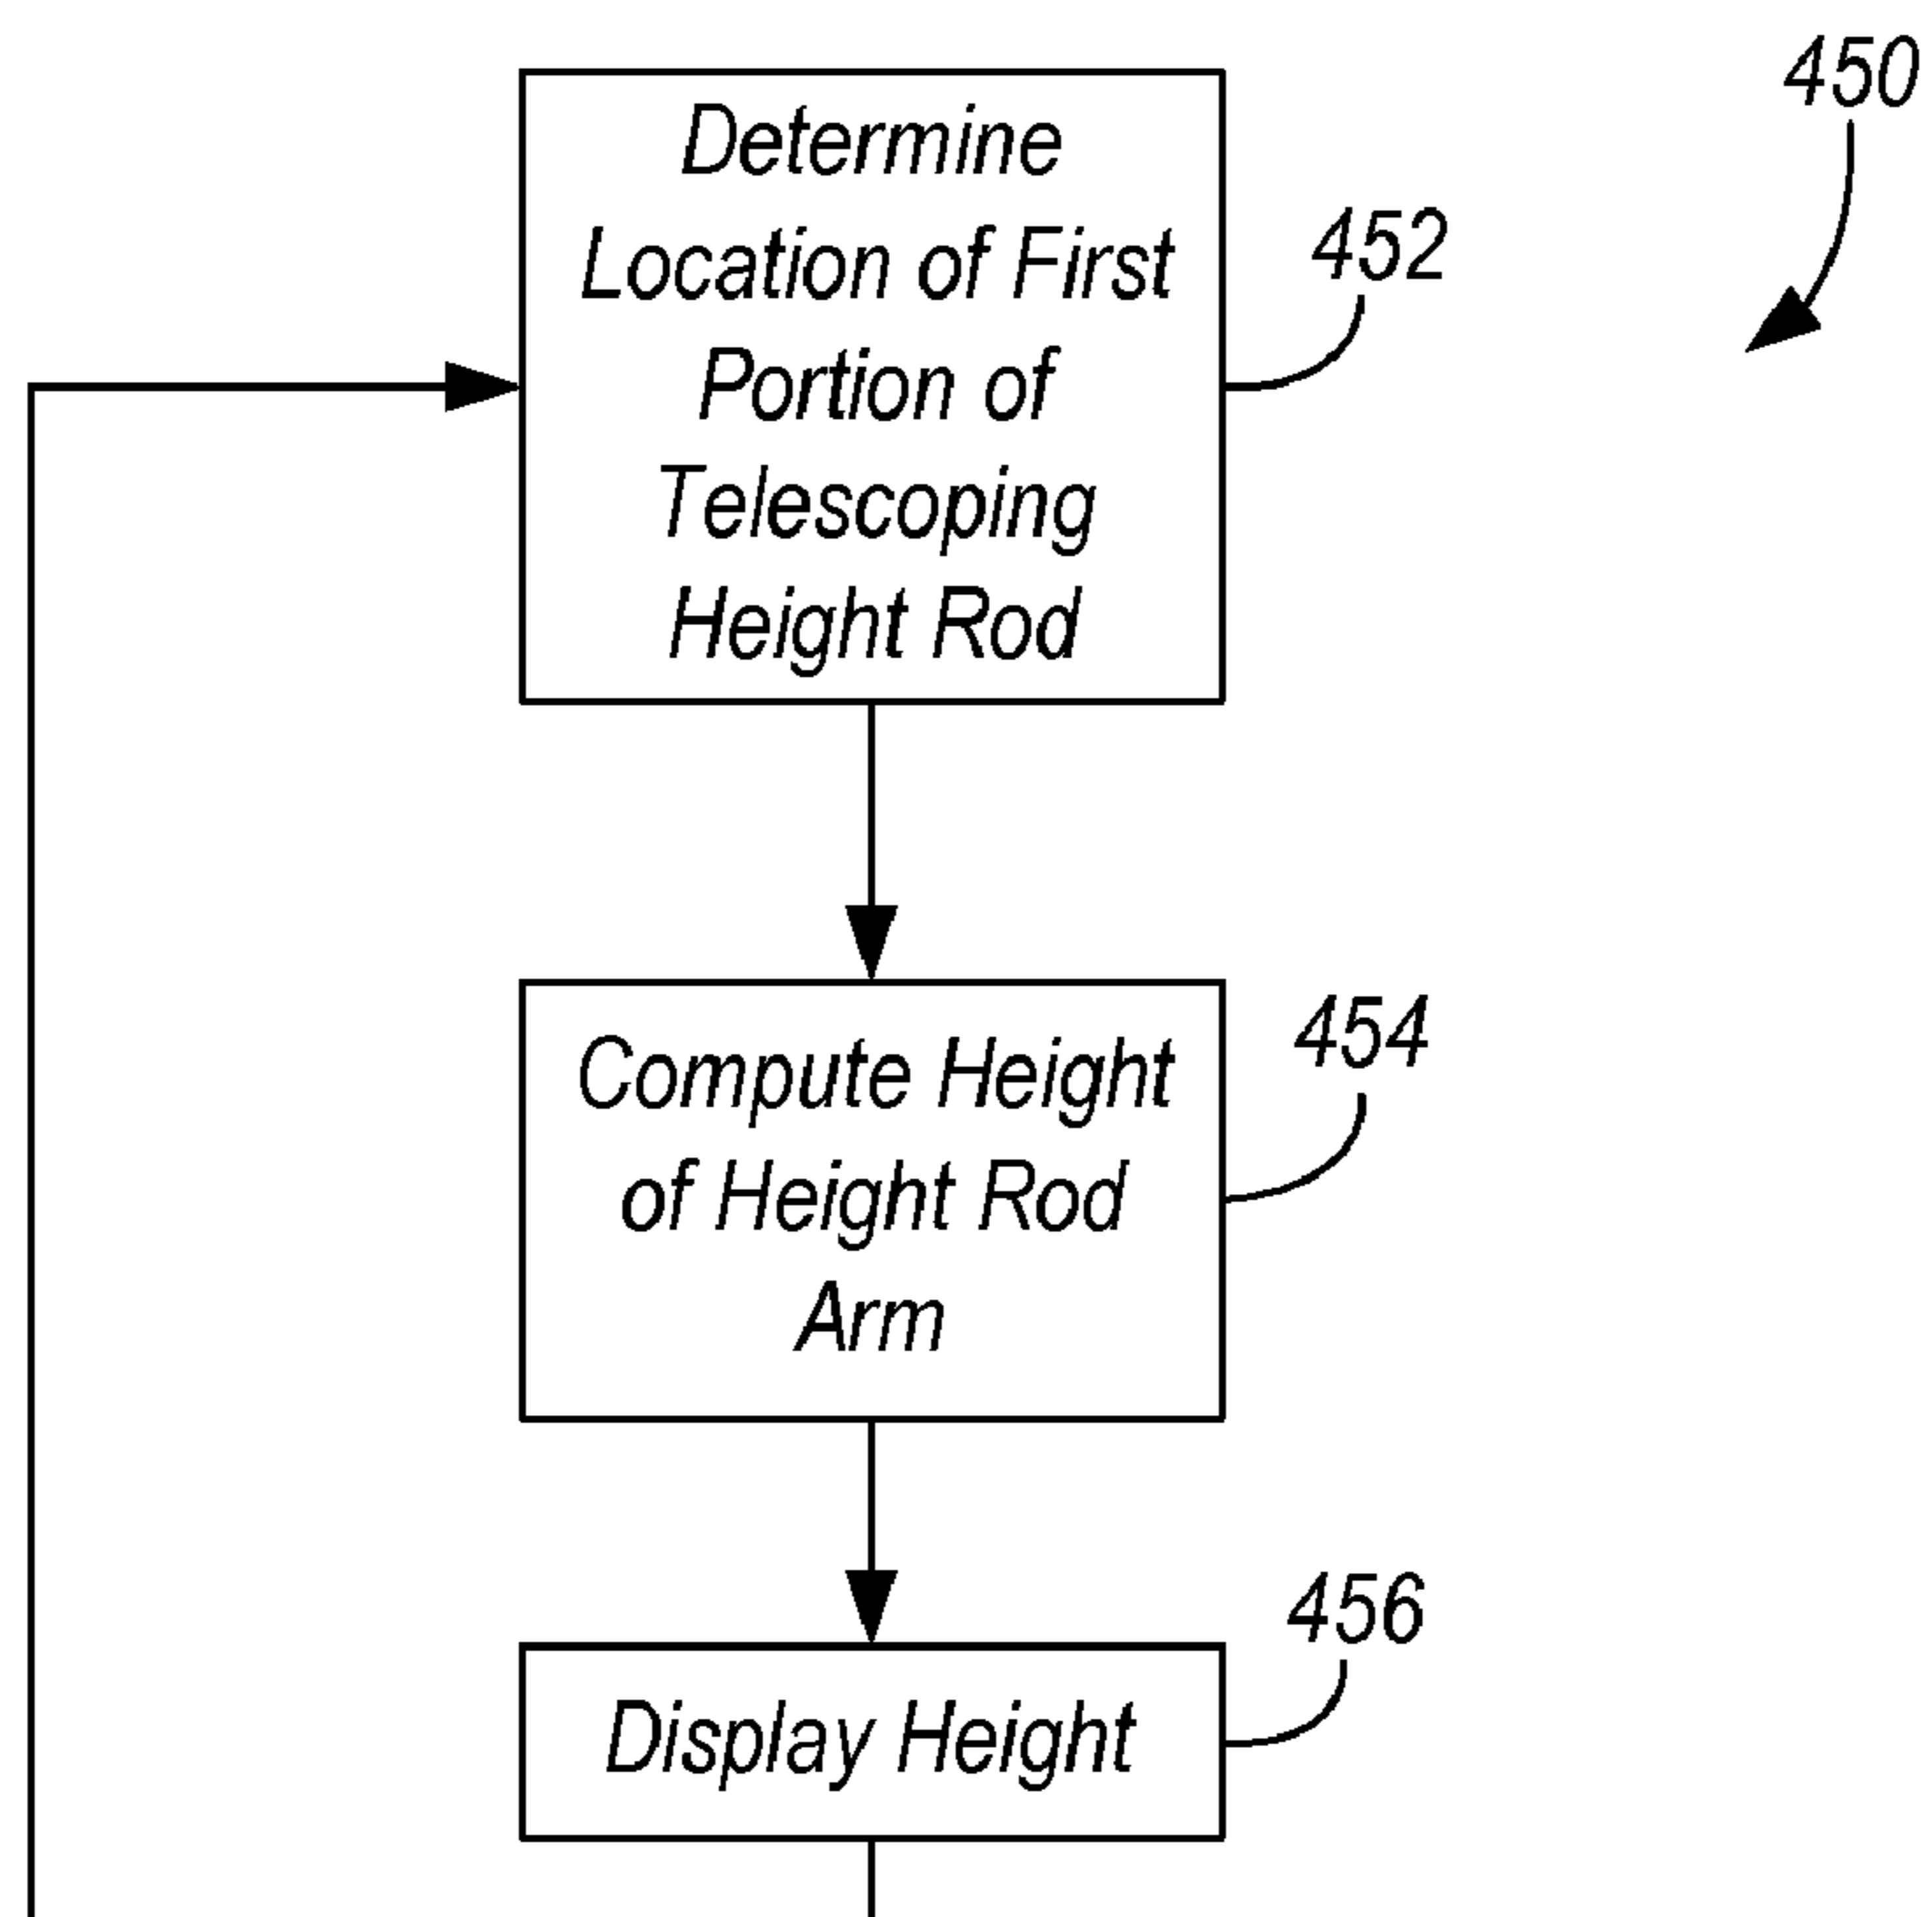 450
Determine
Location of First
Portion of
Telescoping
Height Rod
452
Compute Height
of Height Rod
Arm
454
Display Height
456